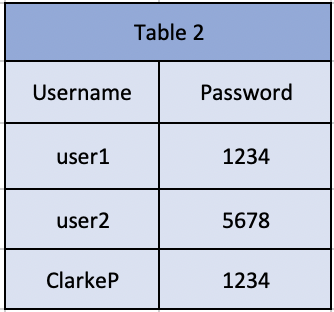 Table 2
Username Password
user1 1234
user2 5678
ClarkeP 1234